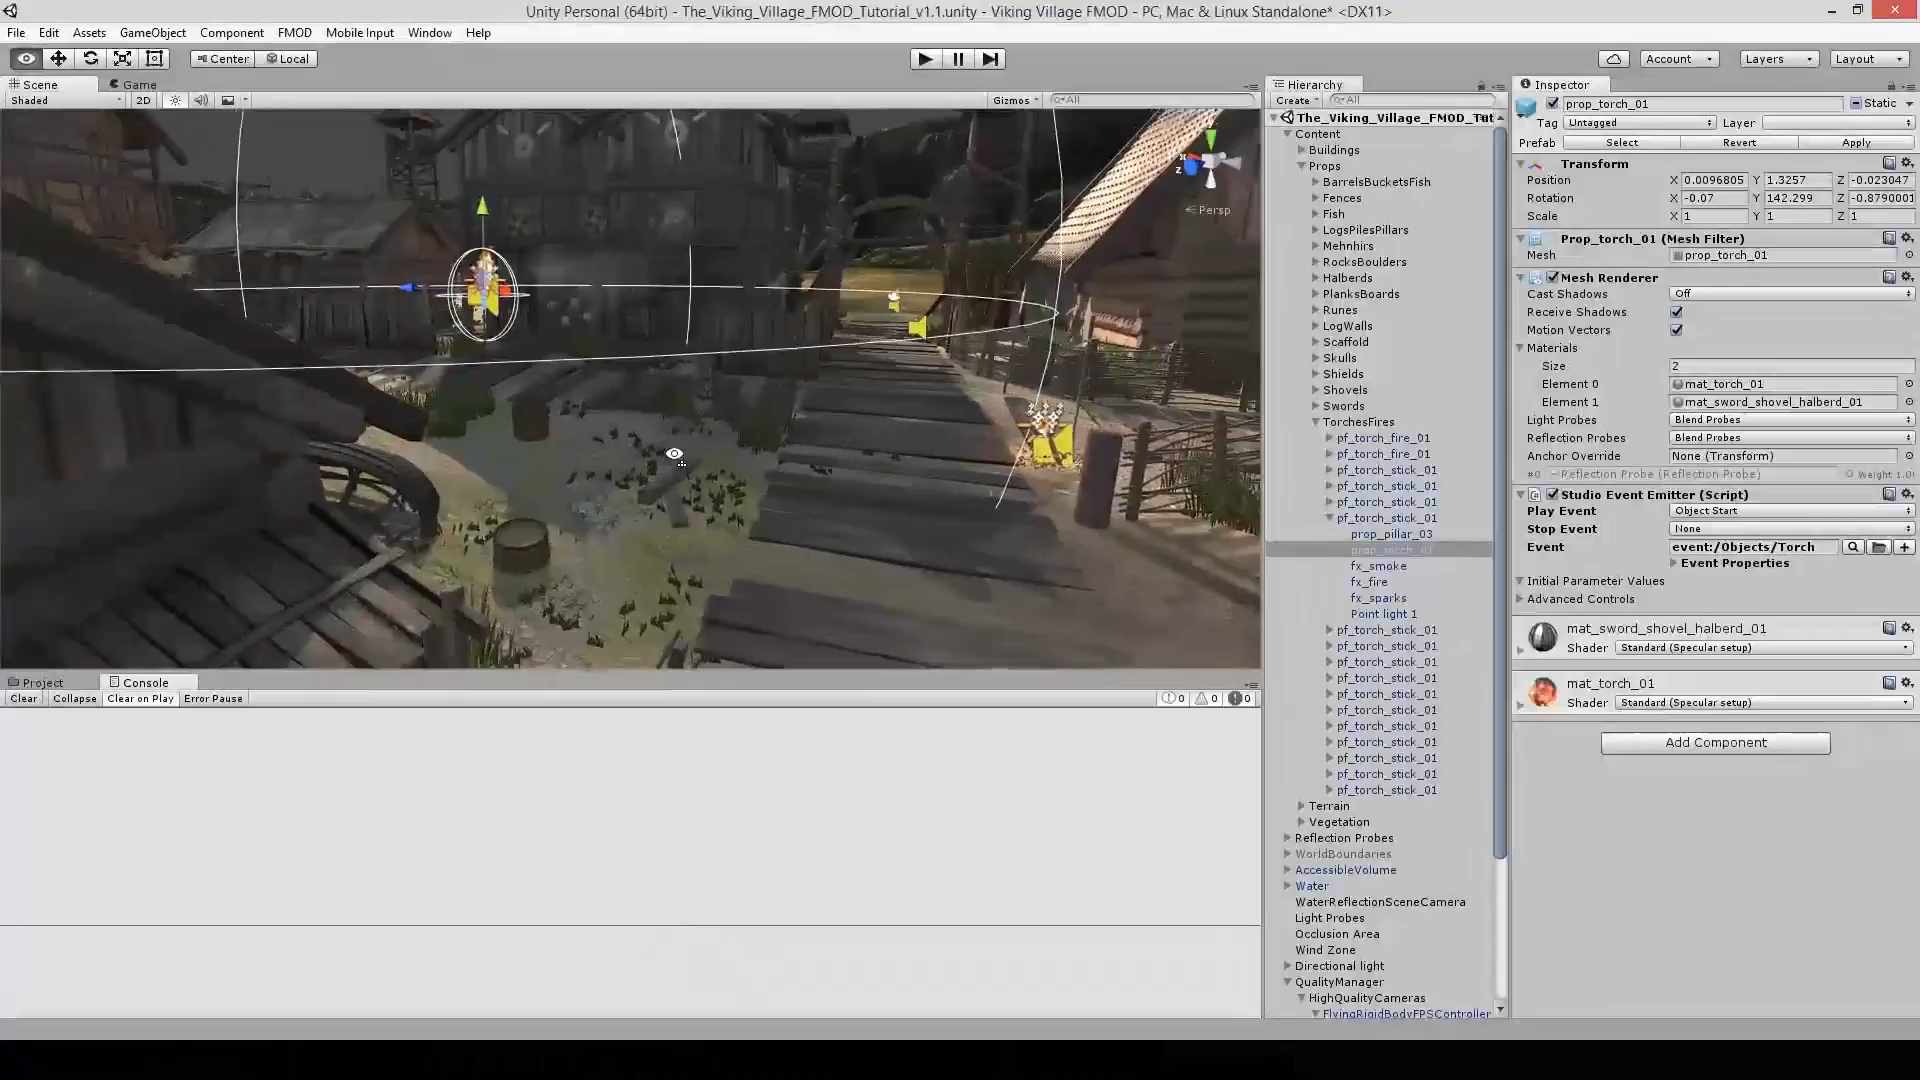 Unity Personal (64bit) - The_Viking_Village_FMOD_Tutorial_v1.1.unity - Viking Village FMOD - PC, Mac & Linux Standalone* <DX11>
File Edit Assets GameObject Component FMOD Mobile Input Window Help
Center Local Account Layers Layout
Scene Game
Shaded 2D Gizmos All
x z Persp
Project Console
Clear Collapse Clear on Play Error Pause 0 0 0
Hierarchy
Create All
The_Viking_Village_FMOD_Tut
Content
Buildings
Props
BarrelsBucketsFish
Fences
Fish
LogsPilesPillars
Mehnhirs
RocksBoulders
Halberds
PlanksBoards
Runes
LogWalls
Scaffold
Skulls
Shields
Shovels
Swords
TorchesFires
pf_torch_fire_01
pf_torch_fire_01
pf_torch_stick_01
pf_torch_stick_01
pf_torch_stick_01
pf_torch_stick_01
prop_pillar_03
prop_torch_01
fx_smoke
fx_fire
fx_sparks
Point light 1
pf_torch_stick_01
pf_torch_stick_01
pf_torch_stick_01
pf_torch_stick_01
pf_torch_stick_01
pf_torch_stick_01
pf_torch_stick_01
pf_torch_stick_01
pf_torch_stick_01
pf_torch_stick_01
pf_torch_stick_01
Terrain
Vegetation
Reflection Probes
WorldBoundaries
AccessibleVolume
Water
WaterReflectionSceneCamera
Light Probes
Occlusion Area
Wind Zone
Directional light
QualityManager
HighQualityCameras
FlyingRigidBodyFPSController
Inspector
prop_torch_01 Static
Tag Untagged Layer
Prefab Select Revert Apply
Transform
Position X 0.0096805 Y 1.3257 Z -0.023047
Rotation X -0.07 Y 142.299 Z -0.8790001
Scale X 1 Y 1 Z 1
Prop_torch_01 (Mesh Filter)
Mesh prop_torch_01
Mesh Renderer
Cast Shadows Off
Receive Shadows
Motion Vectors
Materials
Size 2
Element 0 mat_torch_01
Element 1 mat_sword_shovel_halberd_01
Light Probes Blend Probes
Reflection Probes Blend Probes
Anchor Override None (Transform)
#0 Reflection Probe (Reflection Probe) Weight 1.0
Studio Event Emitter (Script)
Play Event Object Start
Stop Event None
Event event:/Objects/Torch
Event Properties
Initial Parameter Values
Advanced Controls
mat_sword_shovel_halberd_01
Shader Standard (Specular setup)
mat_torch_01
Shader Standard (Specular setup)
Add Component